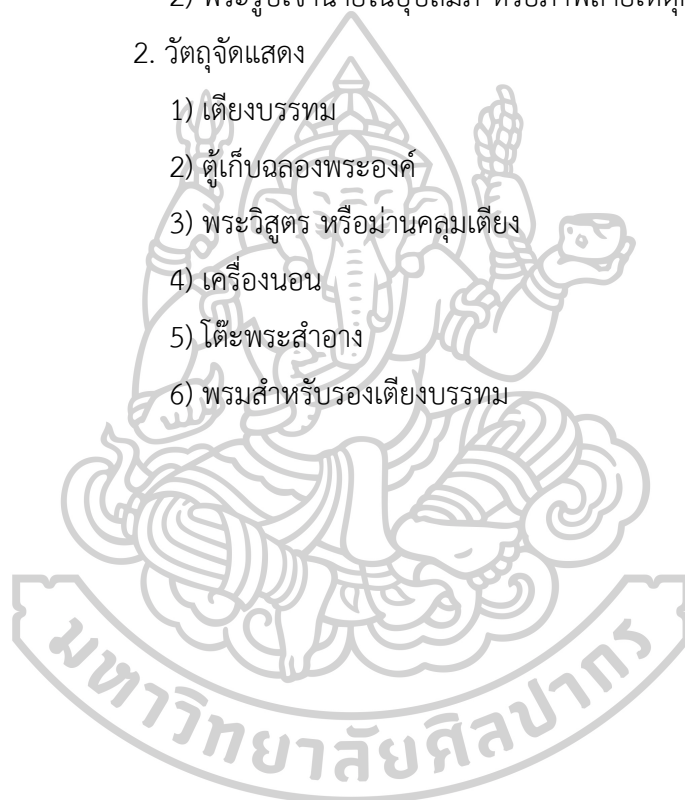 2. วัตถุจัดแสดง
1) เตียงบรรทม
2) ตู้เก็บฉลองพระองค์
3) พระวิสูตร หรือม่านคลุมเตียง
4) เครื่องนอน
5) โต๊ะพระสำอาง
6) พรมสำหรับรองเตียงบรรทม
มหาวิทยาลัยศิลปากร